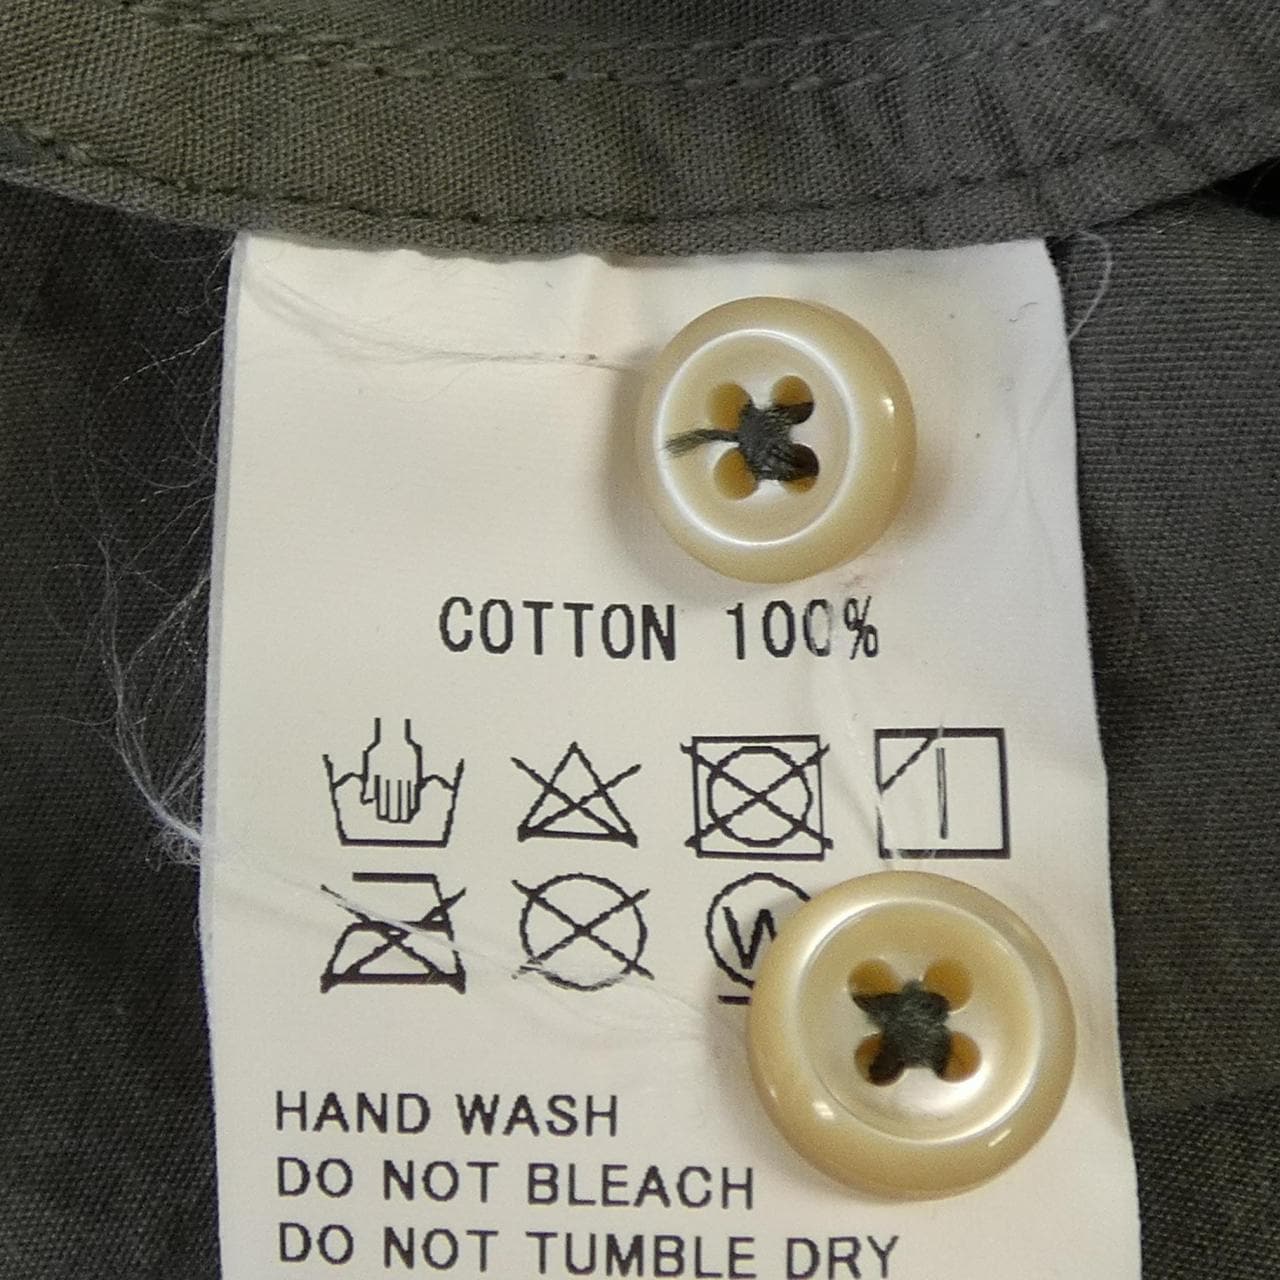 COTTON 100%
W
HAND WASH
DO NOT BLEACH
DO NOT TUMBLE DRY